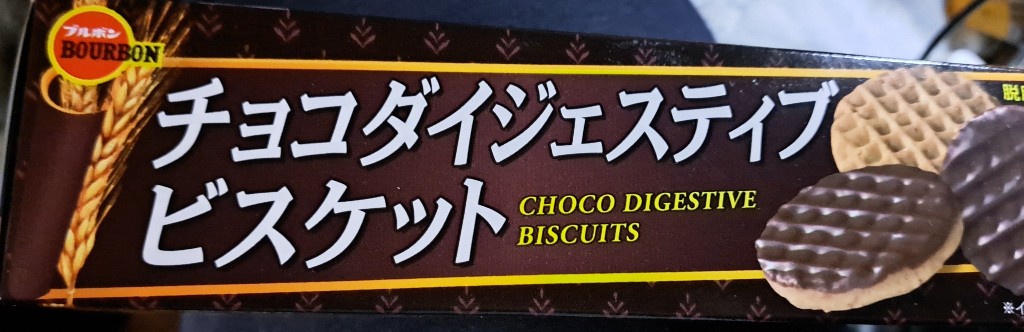 ブルボン
BOURBON
チョコダイジェスティブ
ビスケット
CHOCO DIGESTIVE
BISCUITS